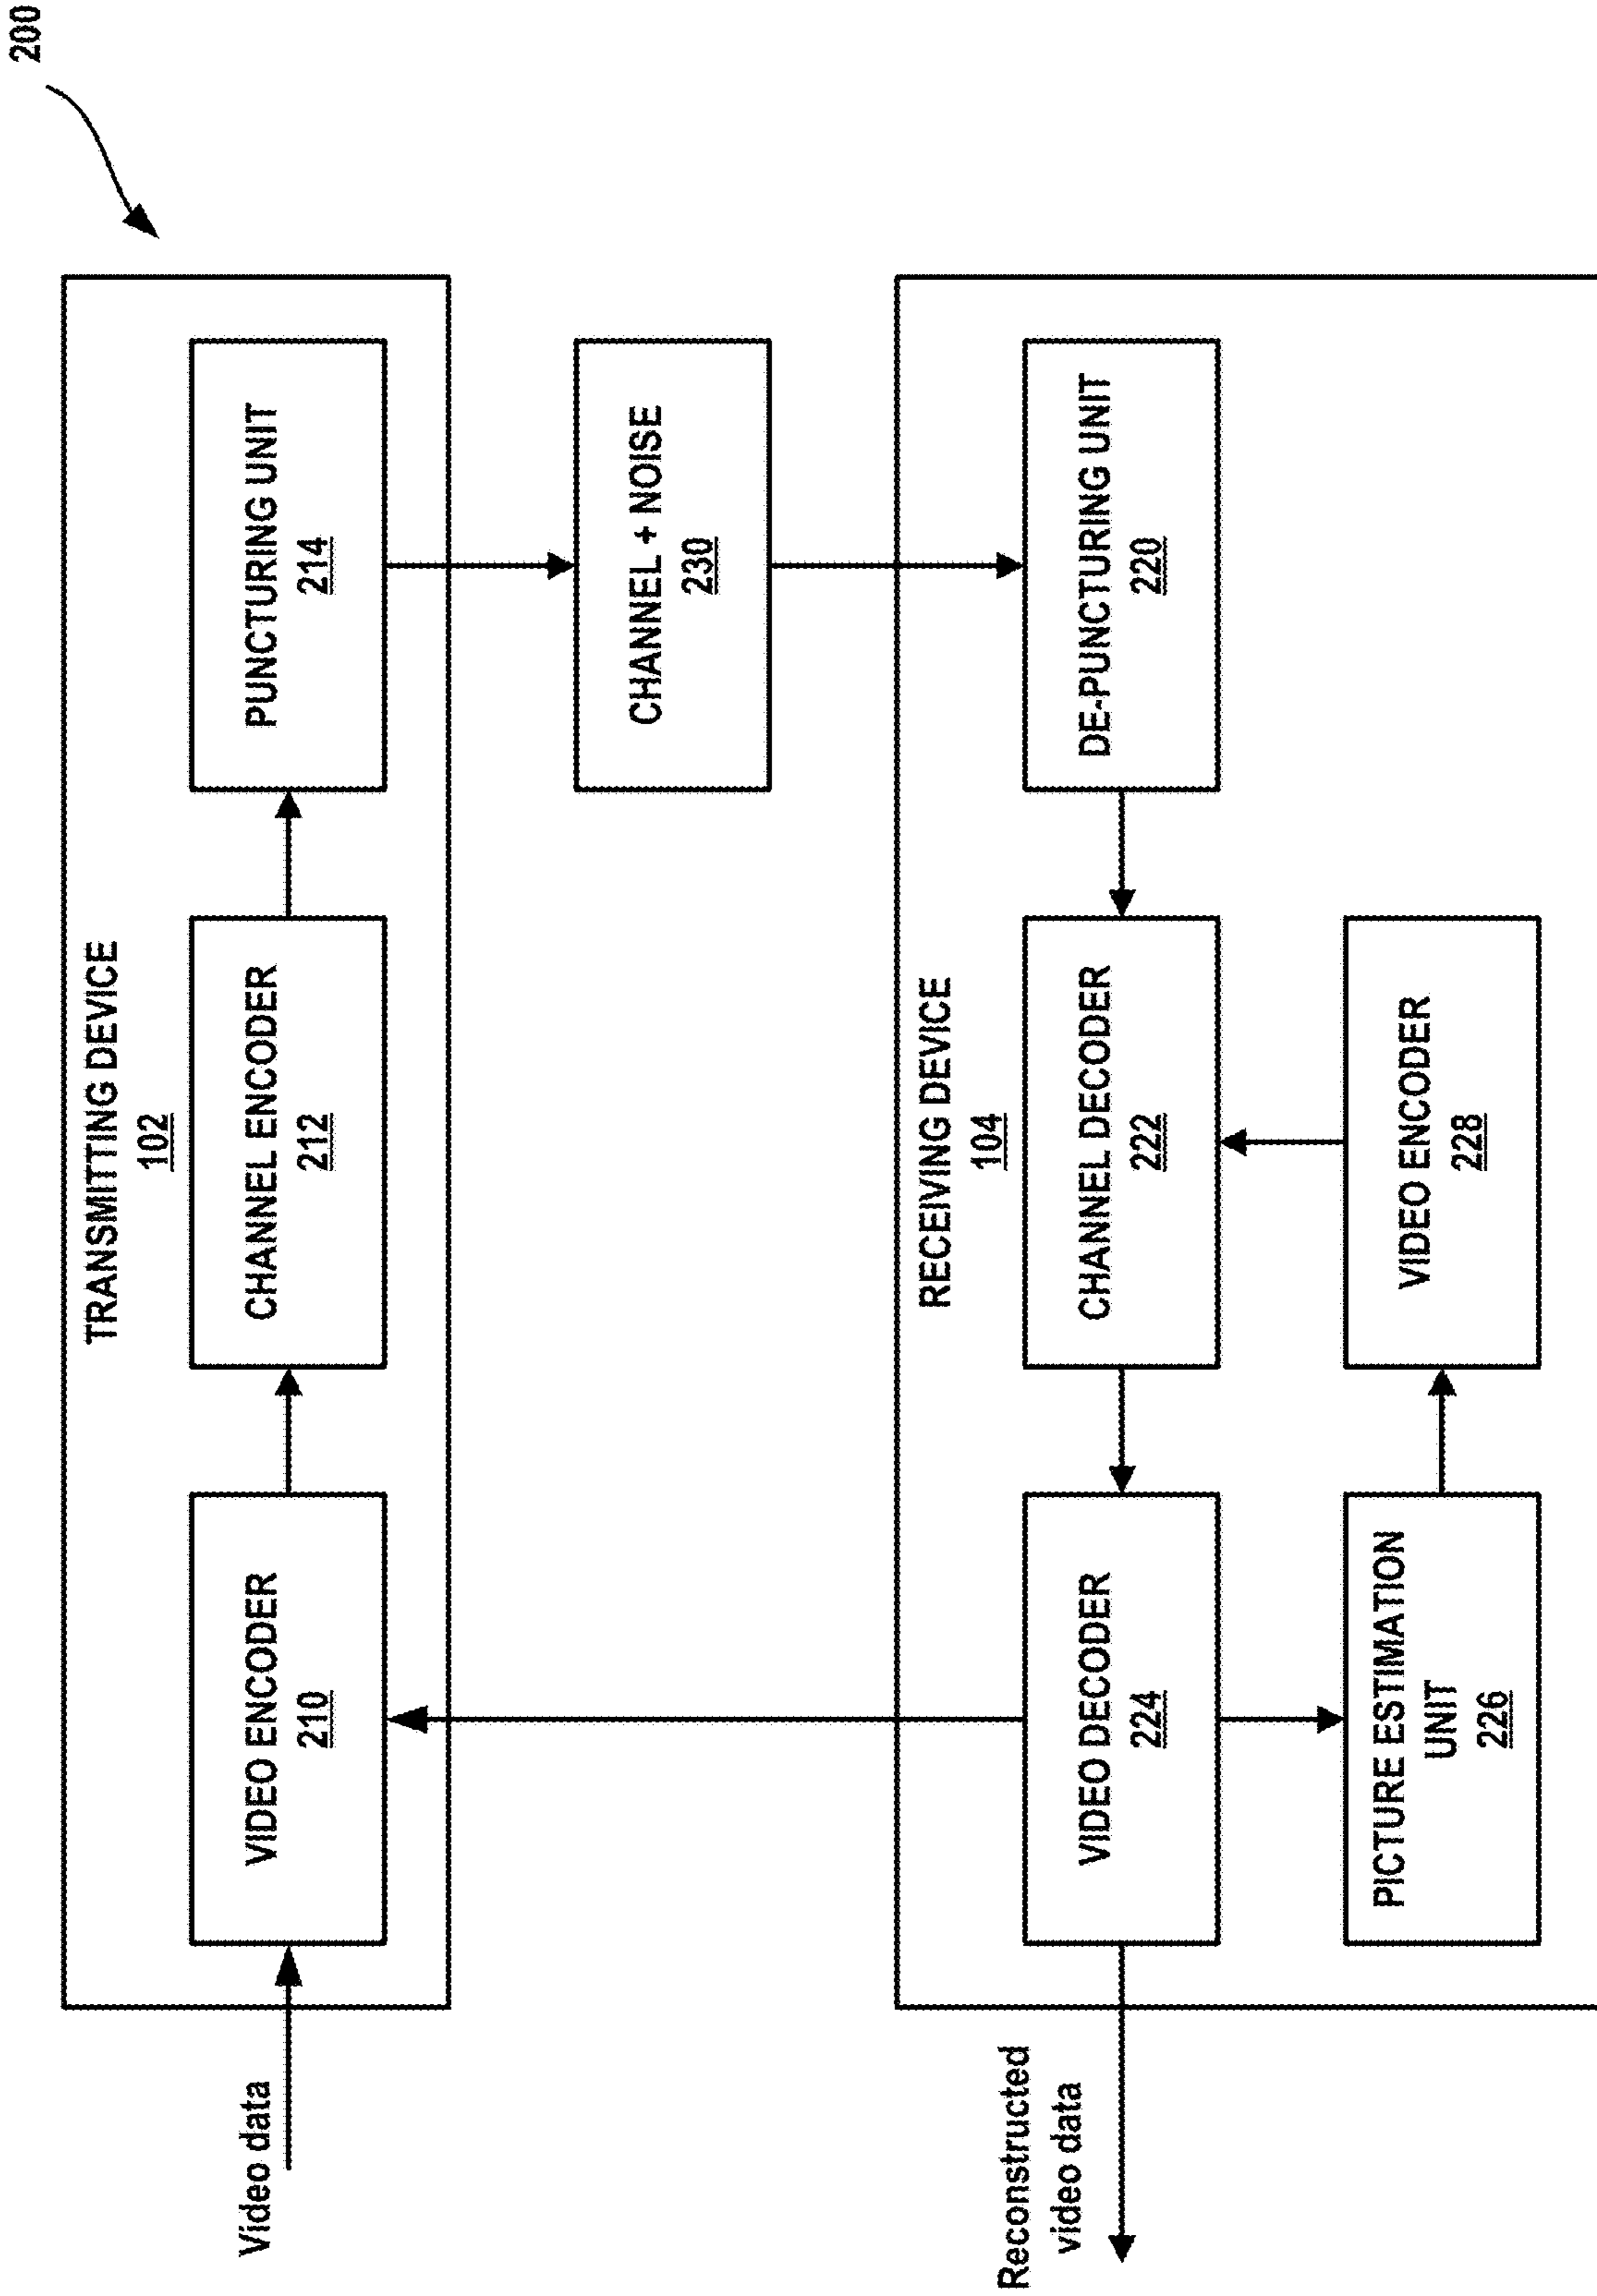 200
TRANSMITTING DEVICE
102
Video data
VIDEO ENCODER
210
CHANNEL ENCODER
212
PUNCTURING UNIT
214
CHANNEL + NOISE
230
RECEIVING DEVICE
104
Reconstructed
video data
VIDEO DECODER
224
CHANNEL DECODER
222
DE-PUNCTURING UNIT
220
PICTURE ESTIMATION
UNIT
226
VIDEO ENCODER
228